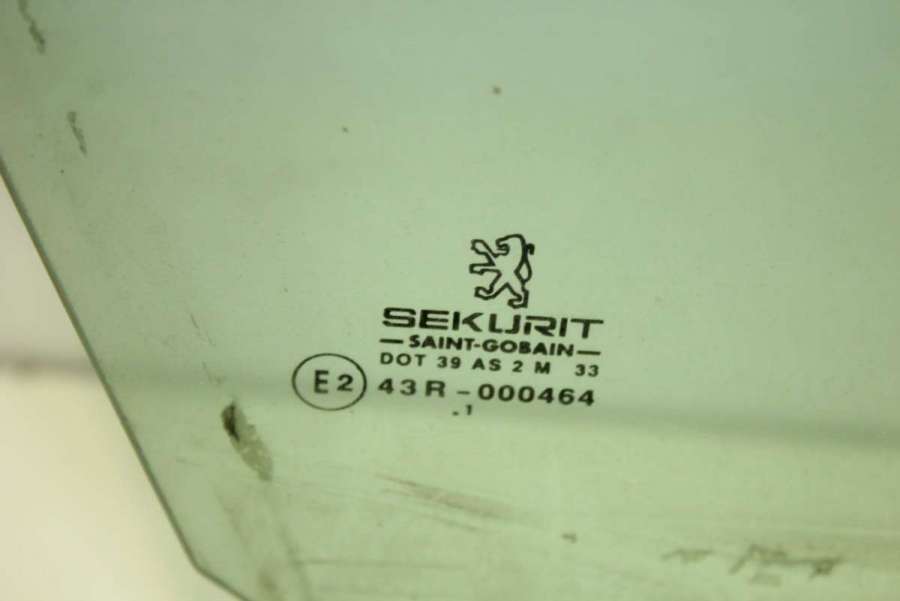 SEKURIT
—SAINT-GOBAIN—
DOT 39 AS 2 M 33
E2 43R-000464
.1